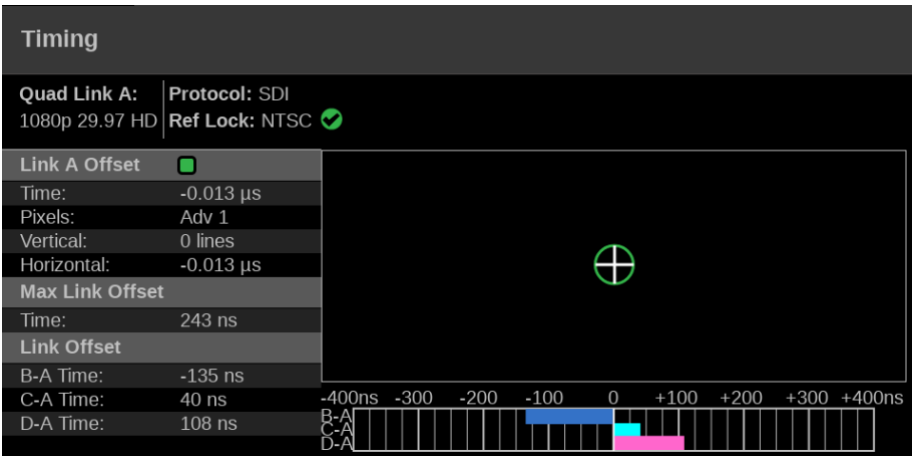 Timing
Quad Link A: Protocol: SDI
1080p 29.97 HD Ref Lock: NTSC
Link A Offset
Time: -0.013 µs
Pixels: Adv 1
Vertical: 0 lines
Horizontal: -0.013 µs
Max Link Offset
Time: 243 ns
Link Offset
B-A Time: -135 ns
C-A Time: 40 ns
D-A Time: 108 ns
-400ns -300 -200 -100 0 +100 +200 +300 +400ns
B-A
C-A
D-A